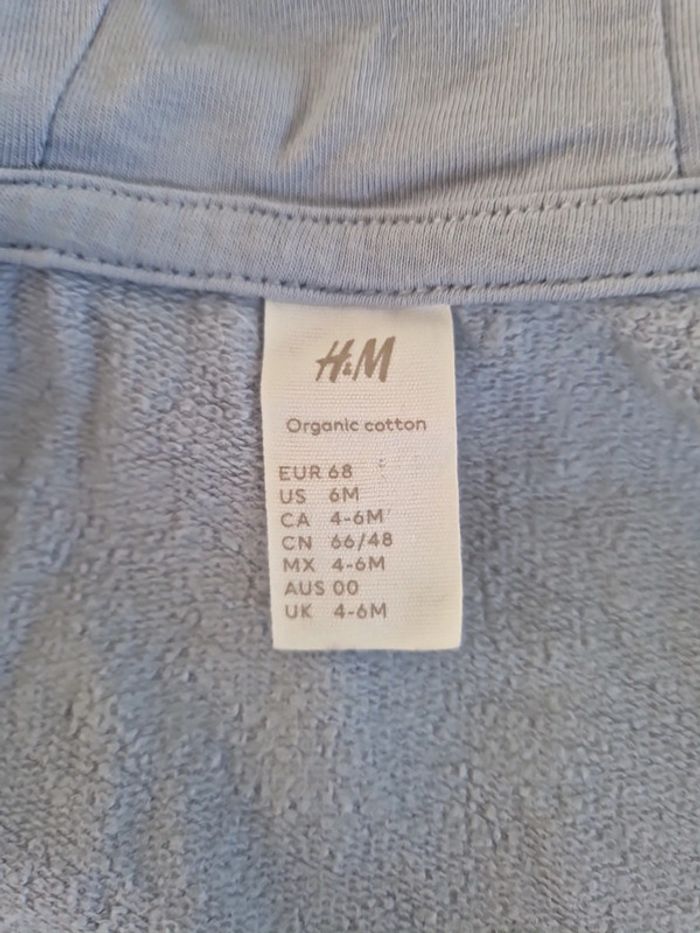 H&M
Organic cotton
EUR 68
US 6M
CA 4-6M
CN 66/48
MX 4-6M
AUS 00
UK 4-6M